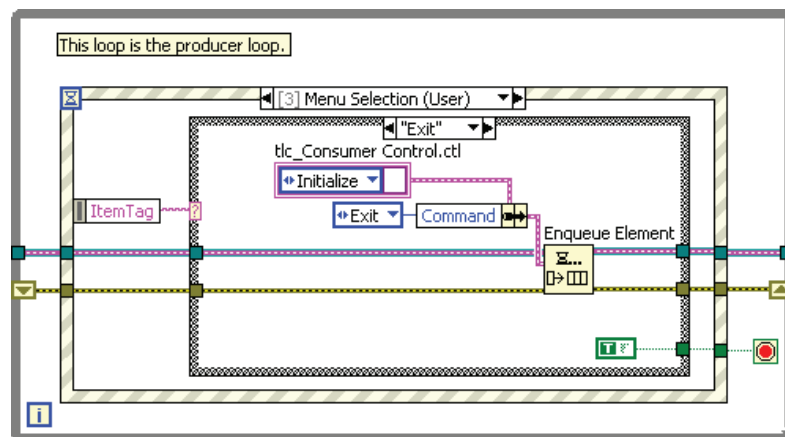 This loop is the producer loop.
[3] Menu Selection (User)
"Exit"
tlc_Consumer Control.ctl
Initialize
ItemTag
?
Exit
Command
Enqueue Element
T
i